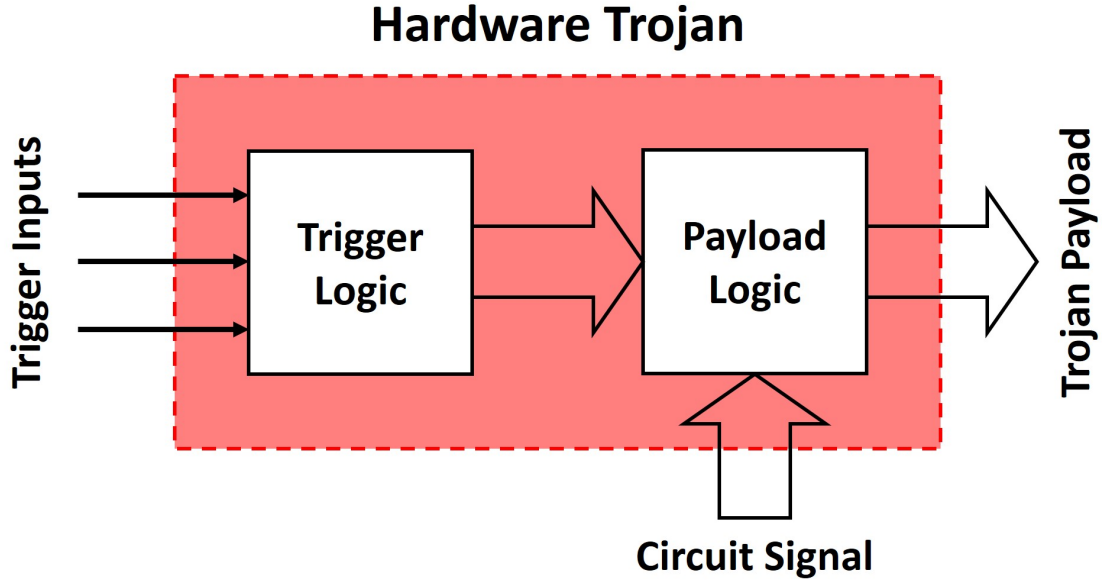 Hardware Trojan
Trigger Inputs
Trigger
Logic
Payload
Logic
Trojan Payload
Circuit Signal